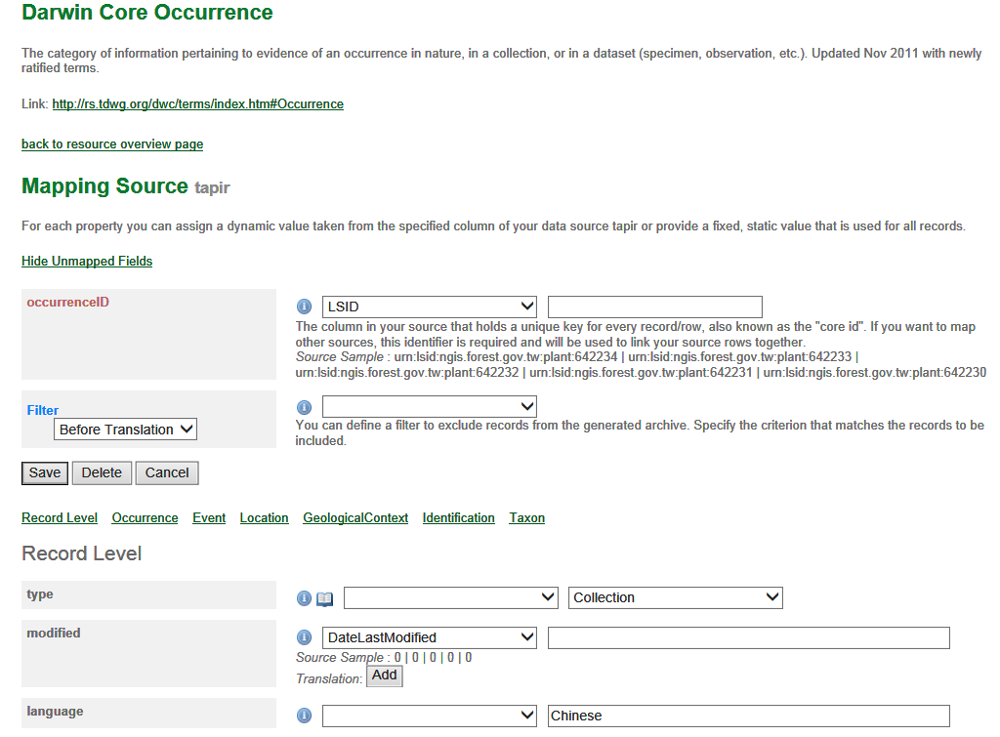 Darwin Core Occurrence
The category of information pertaining to evidence of an occurrence in nature, in a collection, or in a dataset (specimen, observation, etc.). Updated Nov 2011 with newly
ratified terms.
Link: http://rs.tdwg.org/dwc/terms/index.htm#Occurrence
back to resource overview page
Mapping Source tapir
For each property you can assign a dynamic value taken from the specified column of your data source tapir or provide a fixed, static value that is used for all records.
Hide Unmapped Fields
occurrenceID
LSID
The column in your source that holds a unique key for every record/row, also known as the "core id". If you want to map
other sources, this identifier is required and will be used to link your source rows together.
Source Sample : urn:lsid:ngis.forest.gov.tw:plant:642234 | urn:lsid:ngis.forest.gov.tw:plant:642233 |
urn:lsid:ngis.forest.gov.tw:plant:642232 | urn:lsid:ngis.forest.gov.tw:plant:642231 | urn:lsid:ngis.forest.gov.tw:plant:642230
Filter
Before Translation
You can define a filter to exclude records from the generated archive. Specify the criterion that matches the records to be
included.
Save Delete Cancel
Record Level Occurrence Event Location GeologicalContext Identification Taxon
Record Level
type Collection
modified DateLastModified
Source Sample : 0 | 0 | 0 | 0 | 0
Translation: Add
language Chinese